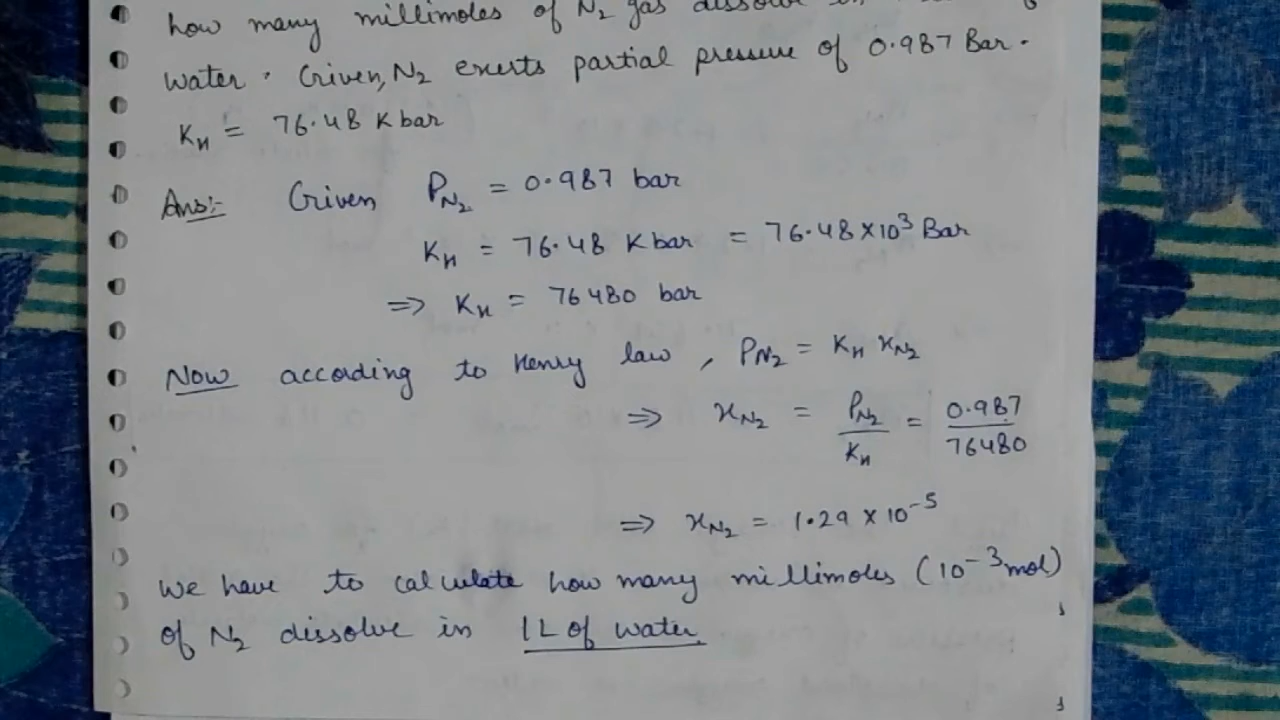 how many millimoles of N₂ gas
water. Given, N₂ exerts partial pressure of 0.987 Bar.
K_H = 76.48 K bar
Ans:- Given P_N₂ = 0.987 bar
K_H = 76.48 K bar = 76.48 × 10³ Bar
⇒ K_H = 76480 bar
Now according to Henry law, P_N₂ = K_H x_N₂
⇒ x_N₂ = P_N₂/K_H = 0.987/76480
⇒ x_N₂ = 1.29 × 10⁻⁵
We have to calculate how many millimoles (10⁻³ mol)
of N₂ dissolve in 1L of water.